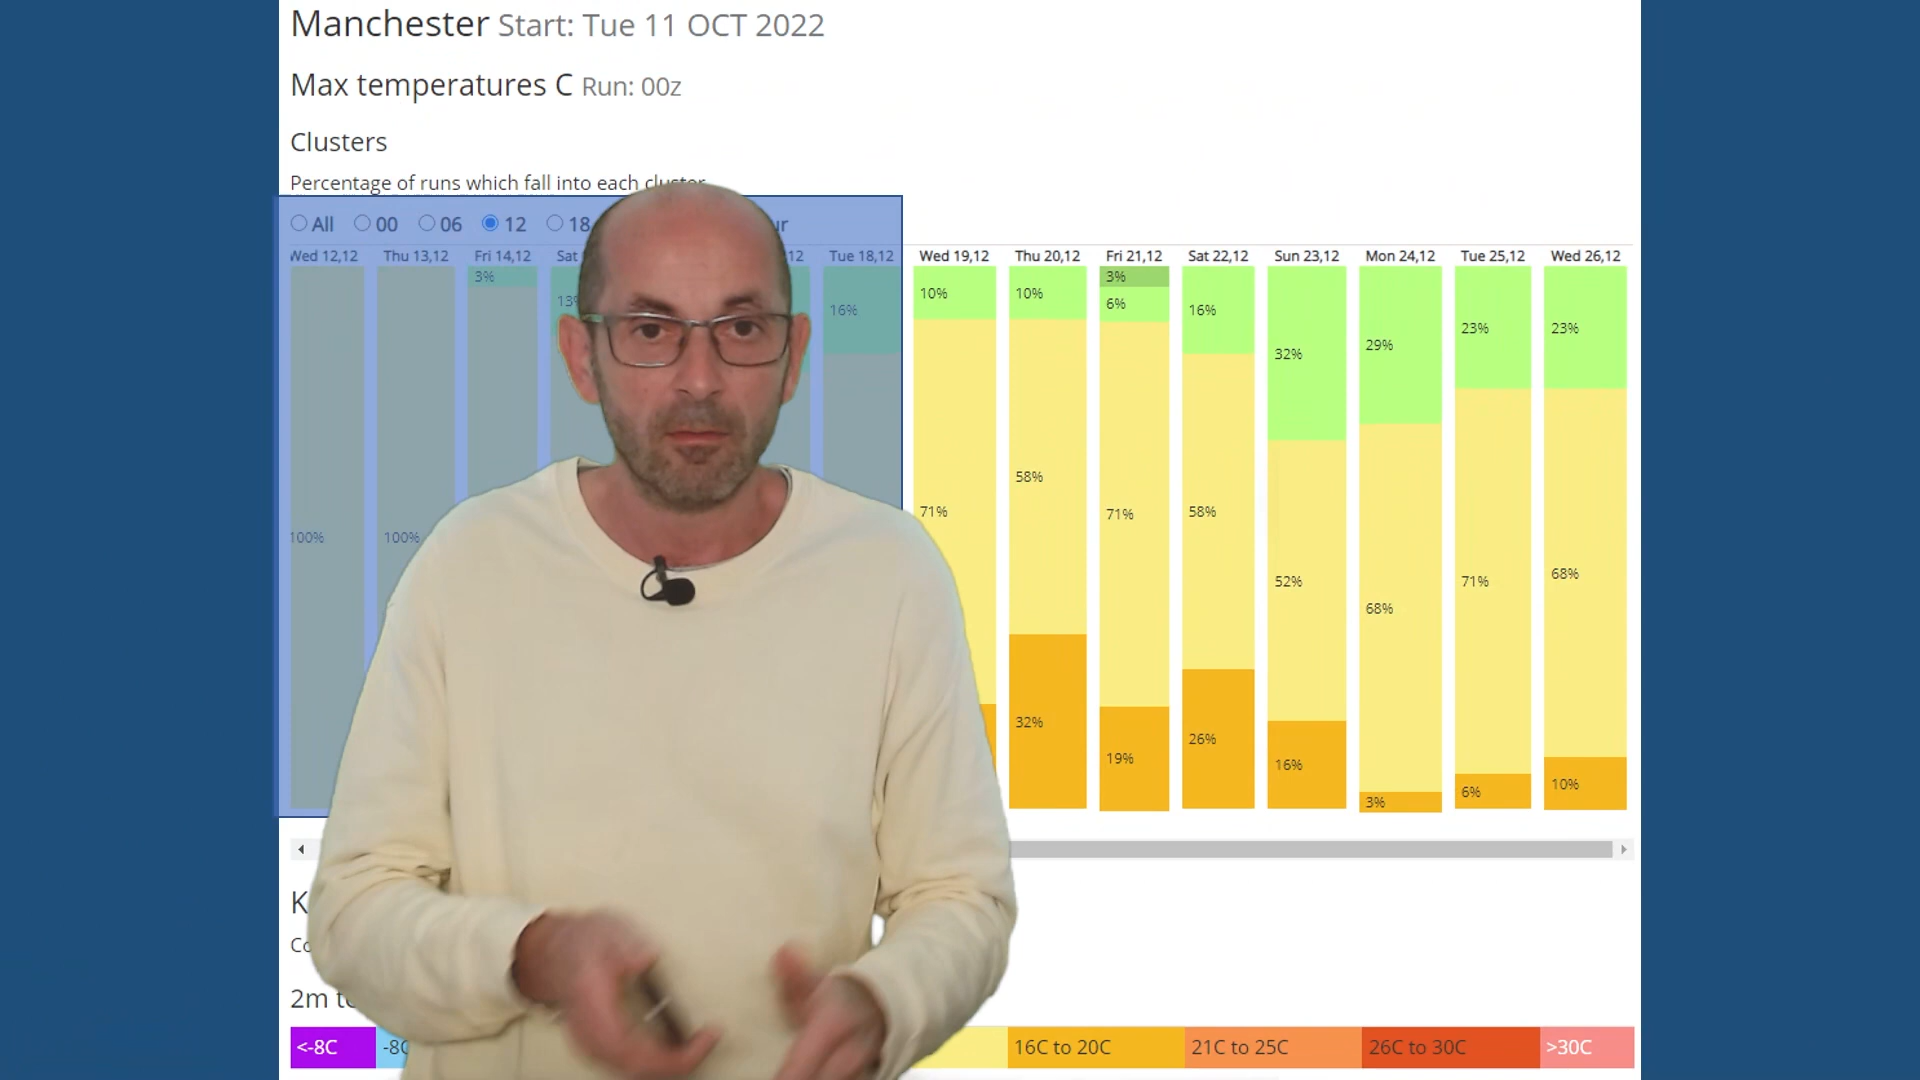 Manchester Start: Tue 11 OCT 2022
Max temperatures C Run: 00z
Clusters
Percentage of runs which fall into each cluster
All 00 06 12 18
Wed 12,12 Thu 13,12 Fri 14,12 Sat 12 Tue 18,12 Wed 19,12 Thu 20,12 Fri 21,12 Sat 22,12 Sun 23,12 Mon 24,12 Tue 25,12 Wed 26,12
3% 3%
10% 10% 6%
13% 16% 16%
23% 23%
29%
32%
58%
71% 71% 58%
100% 100%
68%
52% 71%
68%
32%
26%
19% 16%
10%
6%
3%
2m
<-8C 16C to 20C 21C to 25C 26C to 30C >30C